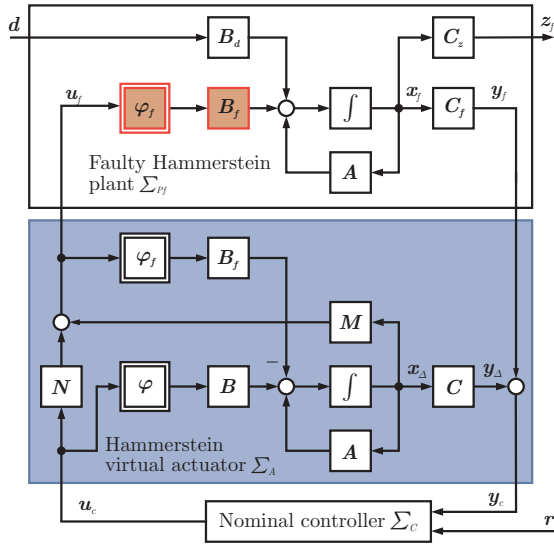 d B_d C_z z_f
u_f φ_f B_f ∫ x_f C_f y_f
A
Faulty Hammerstein
plant Σ_Pf
φ_f B_f
M
−
N φ B ∫ x_Δ C y_Δ
A
Hammerstein
virtual actuator Σ_A
u_c y_c
Nominal controller Σ_C
r